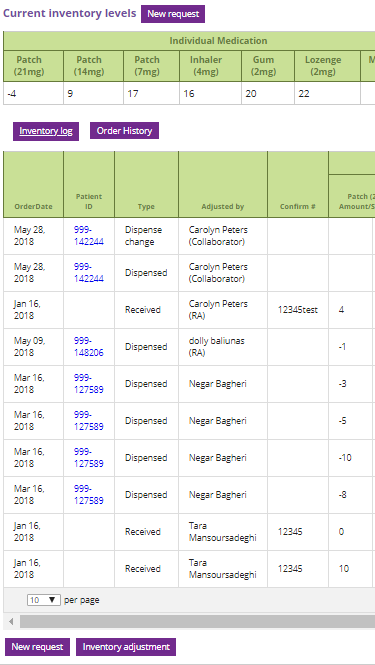 Current inventory levels New request
Individual Medication
Patch (21mg) Patch (14mg) Patch (7mg) Inhaler (4mg) Gum (2mg) Lozenge (2mg)
-4 9 17 16 20 22
Inventory log Order History
OrderDate Patient ID Type Adjusted by Confirm #
Amount/S
May 28, 2018 999-142244 Dispense change Carolyn Peters (Collaborator)
May 28, 2018 999-142244 Dispensed Carolyn Peters (Collaborator)
Jan 16, 2018 Received Carolyn Peters (RA) 12345test 4
May 09, 2018 999-148206 Dispensed dolly baliunas (RA) -1
Mar 16, 2018 999-127589 Dispensed Negar Bagheri -3
Mar 16, 2018 999-127589 Dispensed Negar Bagheri -5
Mar 16, 2018 999-127589 Dispensed Negar Bagheri -10
Mar 16, 2018 999-127589 Dispensed Negar Bagheri -8
Jan 16, 2018 Received Tara Mansoursadeghi 12345 0
Jan 16, 2018 Received Tara Mansoursadeghi 12345 10
10 per page
New request Inventory adjustment